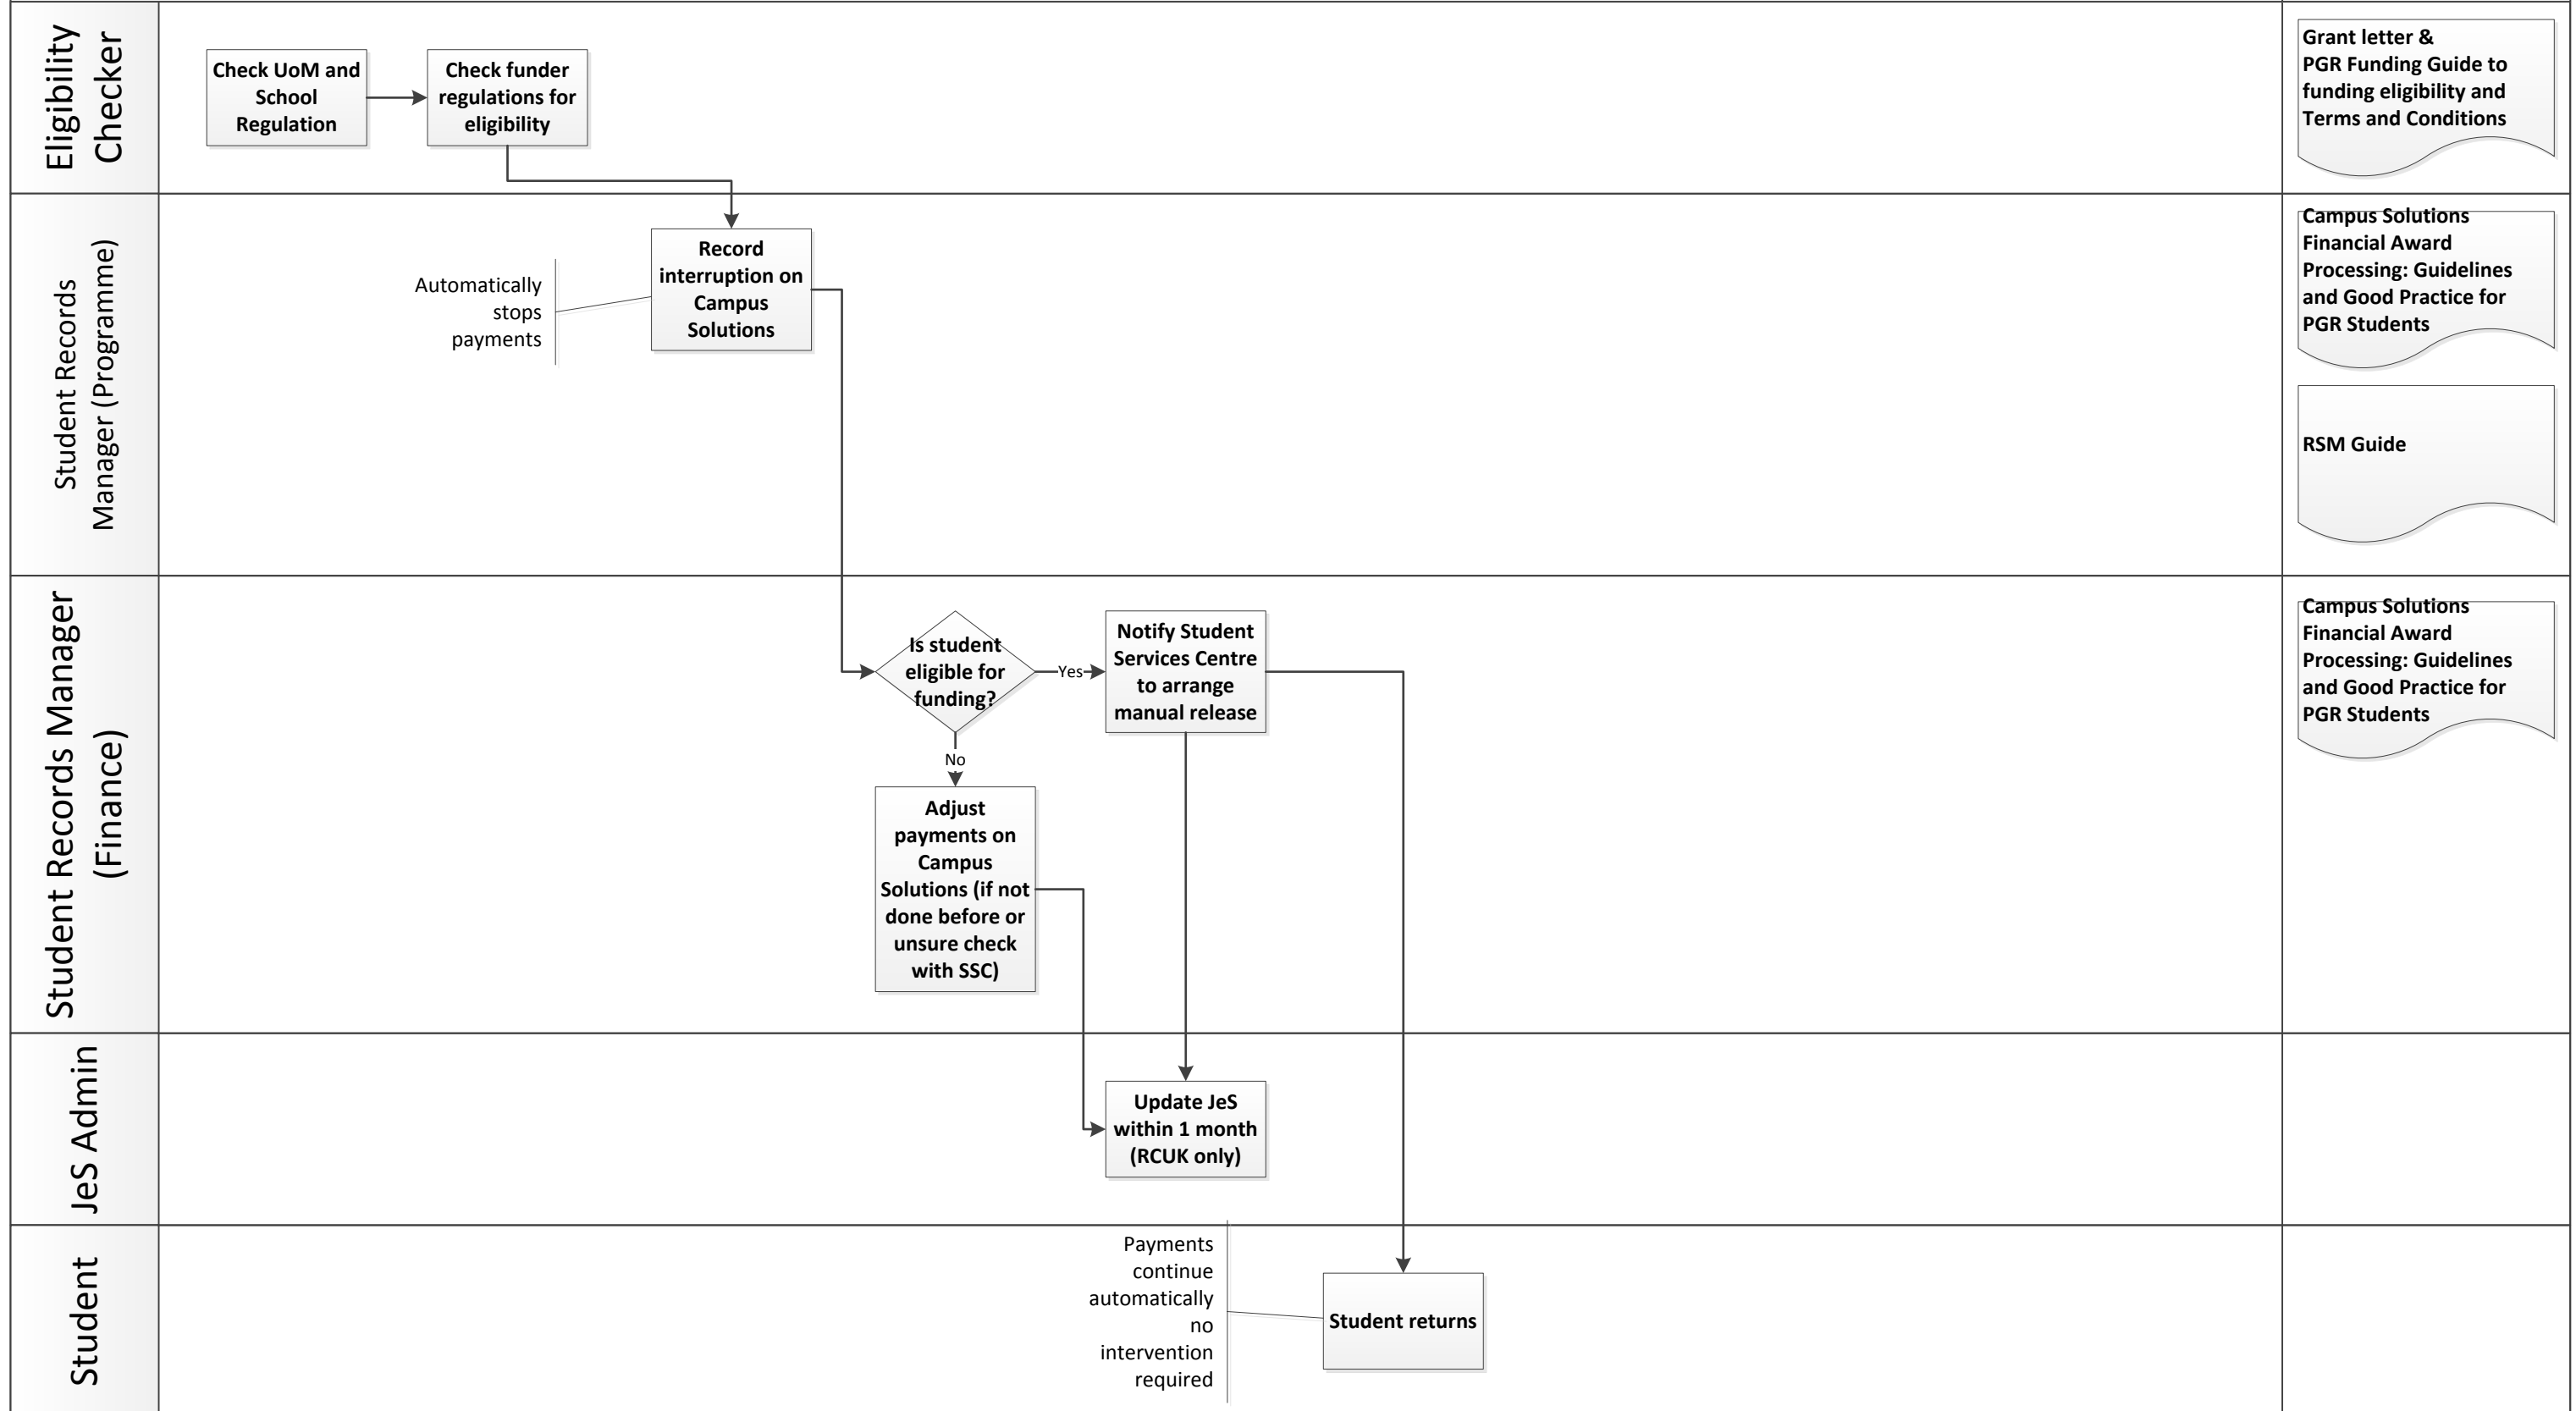 Eligibility
Checker
Check UoM and
School
Regulation
Check funder
regulations for
eligibility
Grant letter &
PGR Funding Guide to
funding eligibility and
Terms and Conditions
Student Records
Manager (Programme)
Automatically
stops
payments
Record
interruption on
Campus
Solutions
Campus Solutions
Financial Award
Processing: Guidelines
and Good Practice for
PGR Students
RSM Guide
Student Records Manager
(Finance)
Is student
eligible for
funding?
Yes
Notify Student
Services Centre
to arrange
manual release
No
Adjust
payments on
Campus
Solutions (if not
done before or
unsure check
with SSC)
Campus Solutions
Financial Award
Processing: Guidelines
and Good Practice for
PGR Students
JeS Admin
Update JeS
within 1 month
(RCUK only)
Student
Payments
continue
automatically
no
intervention
required
Student returns